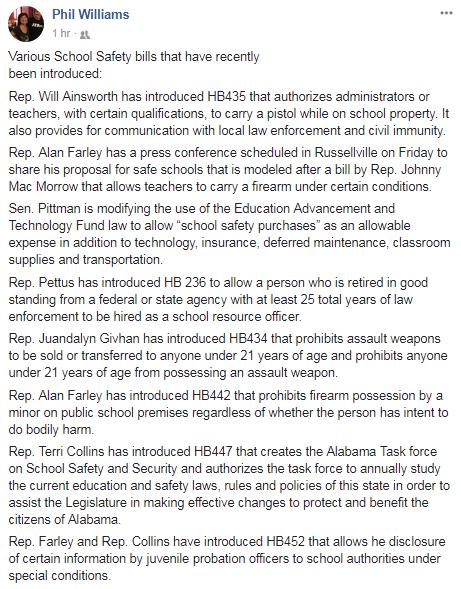 Phil Williams
1 hr ·
Various School Safety bills that have recently
been introduced:
Rep. Will Ainsworth has introduced HB435 that authorizes administrators or
teachers, with certain qualifications, to carry a pistol while on school property. It
also provides for communication with local law enforcement and civil immunity.
Rep. Alan Farley has a press conference scheduled in Russellville on Friday to
share his proposal for safe schools that is modeled after a bill by Rep. Johnny
Mac Morrow that allows teachers to carry a firearm under certain conditions.
Sen. Pittman is modifying the use of the Education Advancement and
Technology Fund law to allow “school safety purchases” as an allowable
expense in addition to technology, insurance, deferred maintenance, classroom
supplies and transportation.
Rep. Pettus has introduced HB 236 to allow a person who is retired in good
standing from a federal or state agency with at least 25 total years of law
enforcement to be hired as a school resource officer.
Rep. Juandalyn Givhan has introduced HB434 that prohibits assault weapons
to be sold or transferred to anyone under 21 years of age and prohibits anyone
under 21 years of age from possessing an assault weapon.
Rep. Alan Farley has introduced HB442 that prohibits firearm possession by a
minor on public school premises regardless of whether the person has intent to
do bodily harm.
Rep. Terri Collins has introduced HB447 that creates the Alabama Task force
on School Safety and Security and authorizes the task force to annually study
the current education and safety laws, rules and policies of this state in order to
assist the Legislature in making effective changes to protect and benefit the
citizens of Alabama.
Rep. Farley and Rep. Collins have introduced HB452 that allows he disclosure
of certain information by juvenile probation officers to school authorities under
special conditions.